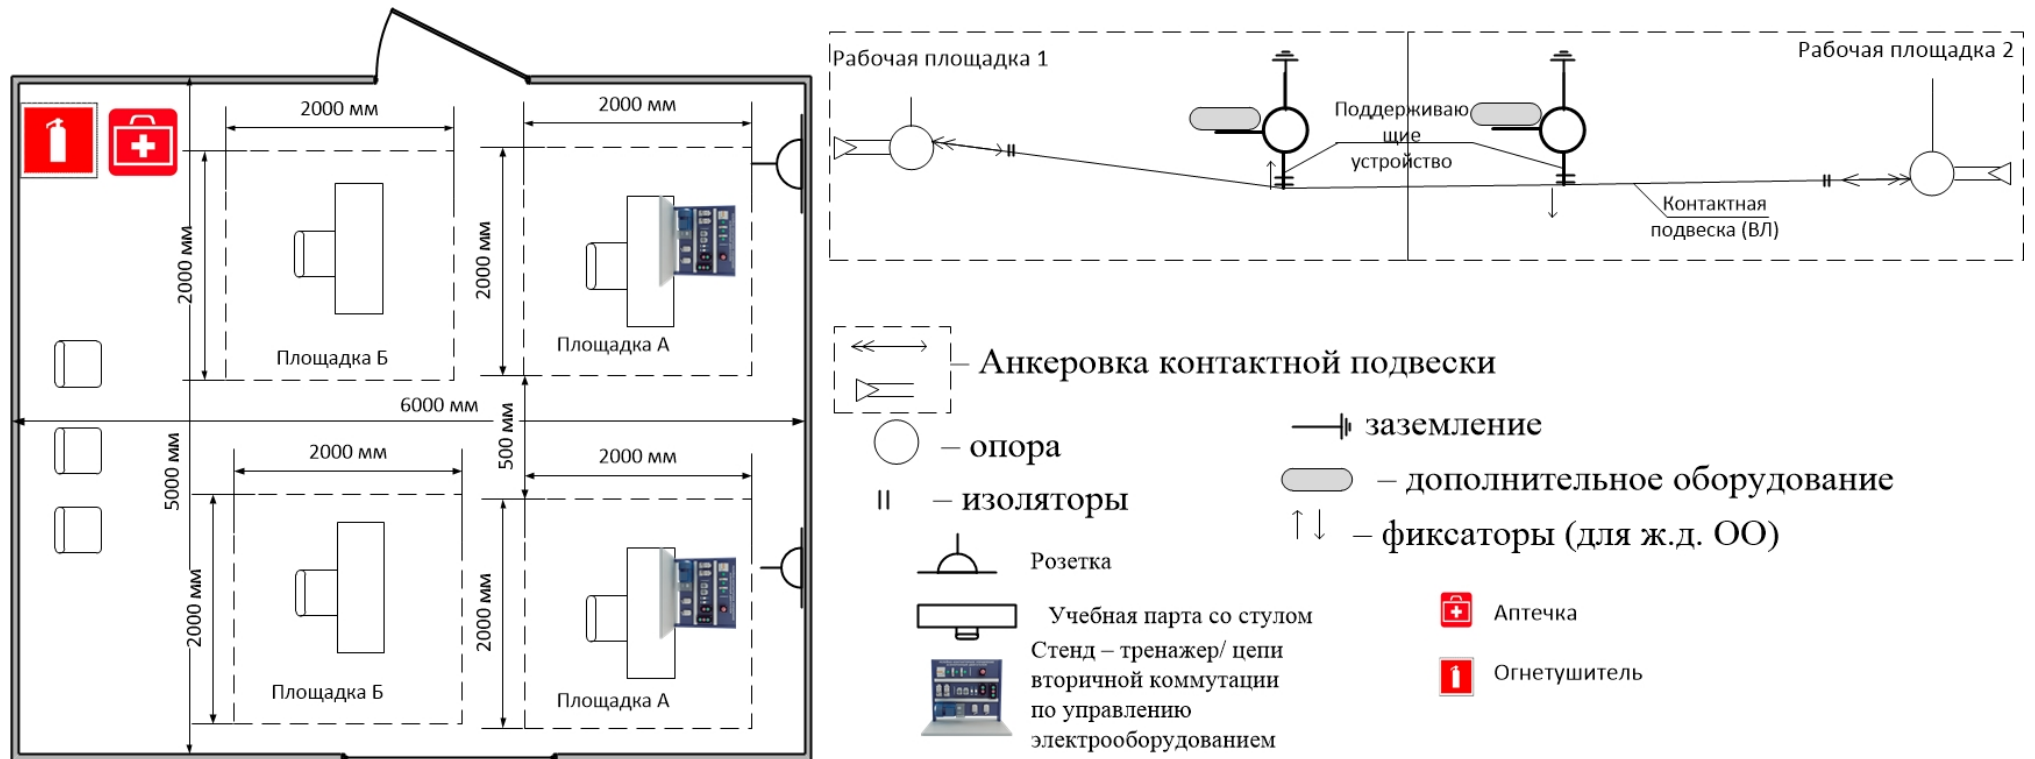 2000 мм
2000 мм
2000 мм
2000 мм
Площадка Б
Площадка А
6000 мм
5000 мм
500 мм
2000 мм
2000 мм
2000 мм
2000 мм
Площадка Б
Площадка А
Рабочая площадка 1
Рабочая площадка 2
Поддерживаю
щие
устройство
Контактная
подвеска (ВЛ)
– Анкеровка контактной подвески
– опора
– изоляторы
заземление
– дополнительное оборудование
– фиксаторы (для ж.д. ОО)
Розетка
Учебная парта со стулом
Стенд – тренажер/ цепи
вторичной коммутации
по управлению
электрооборудованием
Аптечка
Огнетушитель